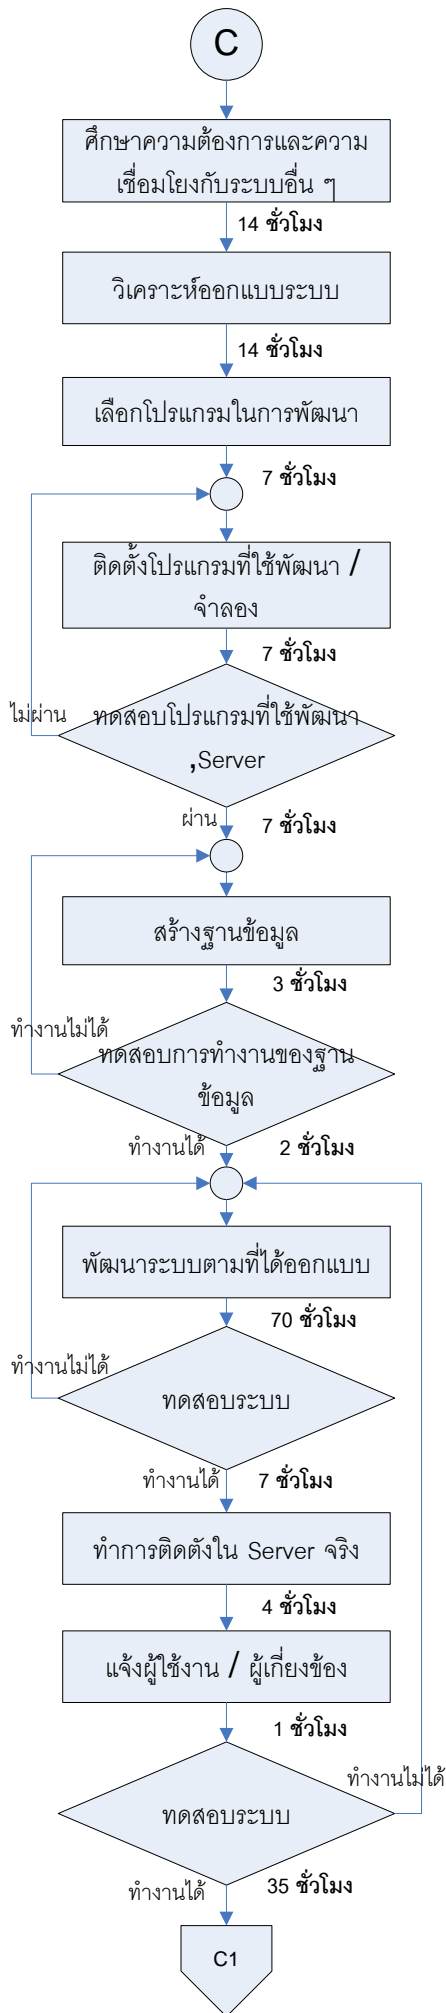 C
ศึกษาความต้องการและความ
เชื่อมโยงกับระบบอื่น ๆ
14 ชั่วโมง
วิเคราะห์ออกแบบระบบ
14 ชั่วโมง
เลือกโปรแกรมในการพัฒนา
7 ชั่วโมง
ติดตั้งโปรแกรมที่ใช้พัฒนา /
จำลอง
7 ชั่วโมง
ไม่ผ่าน
ทดสอบโปรแกรมที่ใช้พัฒนา
,Server
ผ่าน
7 ชั่วโมง
สร้างฐานข้อมูล
3 ชั่วโมง
ทำงานไม่ได้
ทดสอบการทำงานของฐาน
ข้อมูล
ทำงานได้
2 ชั่วโมง
พัฒนาระบบตามที่ได้ออกแบบ
70 ชั่วโมง
ทำงานไม่ได้
ทดสอบระบบ
ทำงานได้
7 ชั่วโมง
ทำการติดตังใน Server จริง
4 ชั่วโมง
แจ้งผู้ใช้งาน / ผู้เกี่ยงข้อง
1 ชั่วโมง
ทำงานไม่ได้
ทดสอบระบบ
ทำงานได้
35 ชั่วโมง
C1